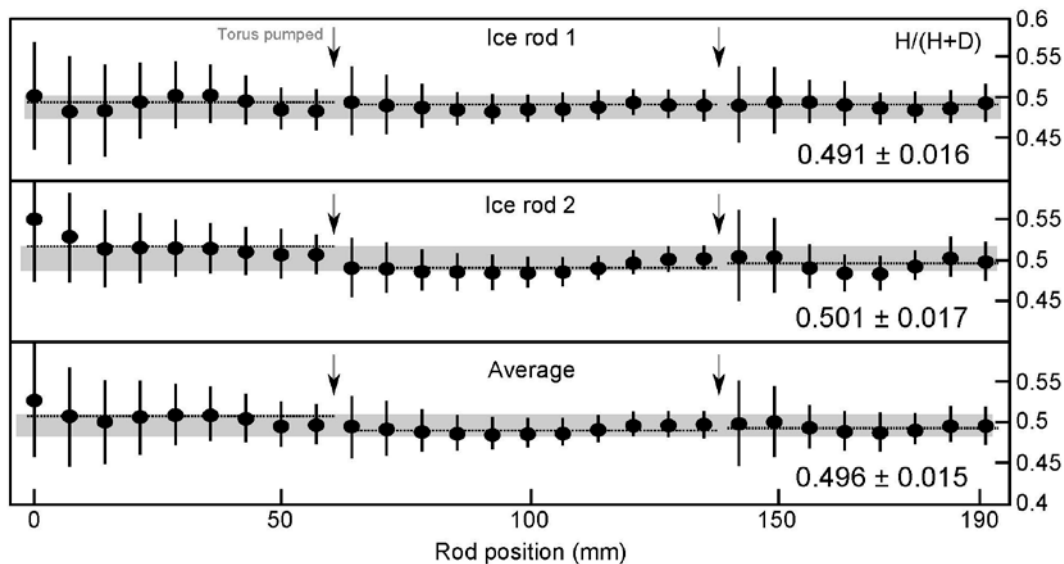 Torus pumped
Ice rod 1
H/(H+D)
0.6
0.55
0.5
0.45
0.491 ± 0.016
Ice rod 2
0.55
0.5
0.45
0.501 ± 0.017
Average
0.55
0.5
0.45
0.496 ± 0.015
0.4
0 50 100 150 190
Rod position (mm)